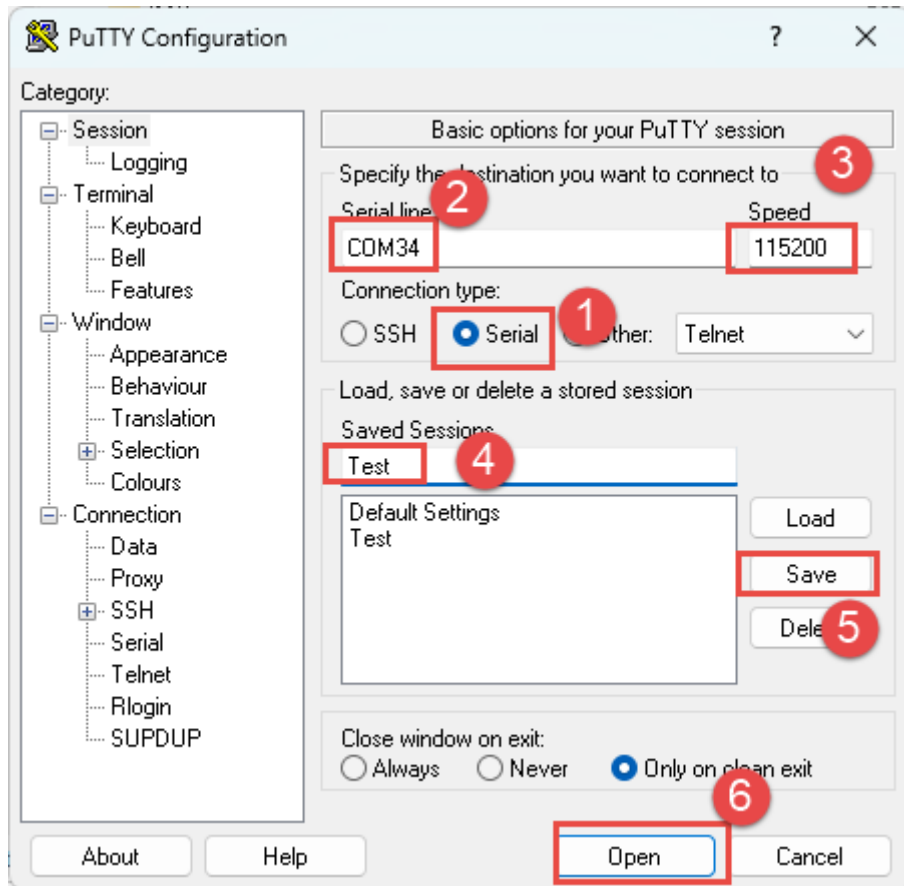 PuTTY Configuration
?
Category:
Session
Logging
Terminal
Keyboard
Bell
Features
Window
Appearance
Behaviour
Translation
Selection
Colours
Connection
Data
Proxy
SSH
Serial
Telnet
Rlogin
SUPDUP
Basic options for your PuTTY session
Specify the destination you want to connect to
3
Serial line
2
Speed
COM34
115200
Connection type:
1
SSH
Serial
Other:
Telnet
Load, save or delete a stored session
Saved Sessions
Test
4
Default Settings
Test
Load
Save
5
Close window on exit:
Always
Never
Only on clean exit
6
About
Help
Open
Cancel